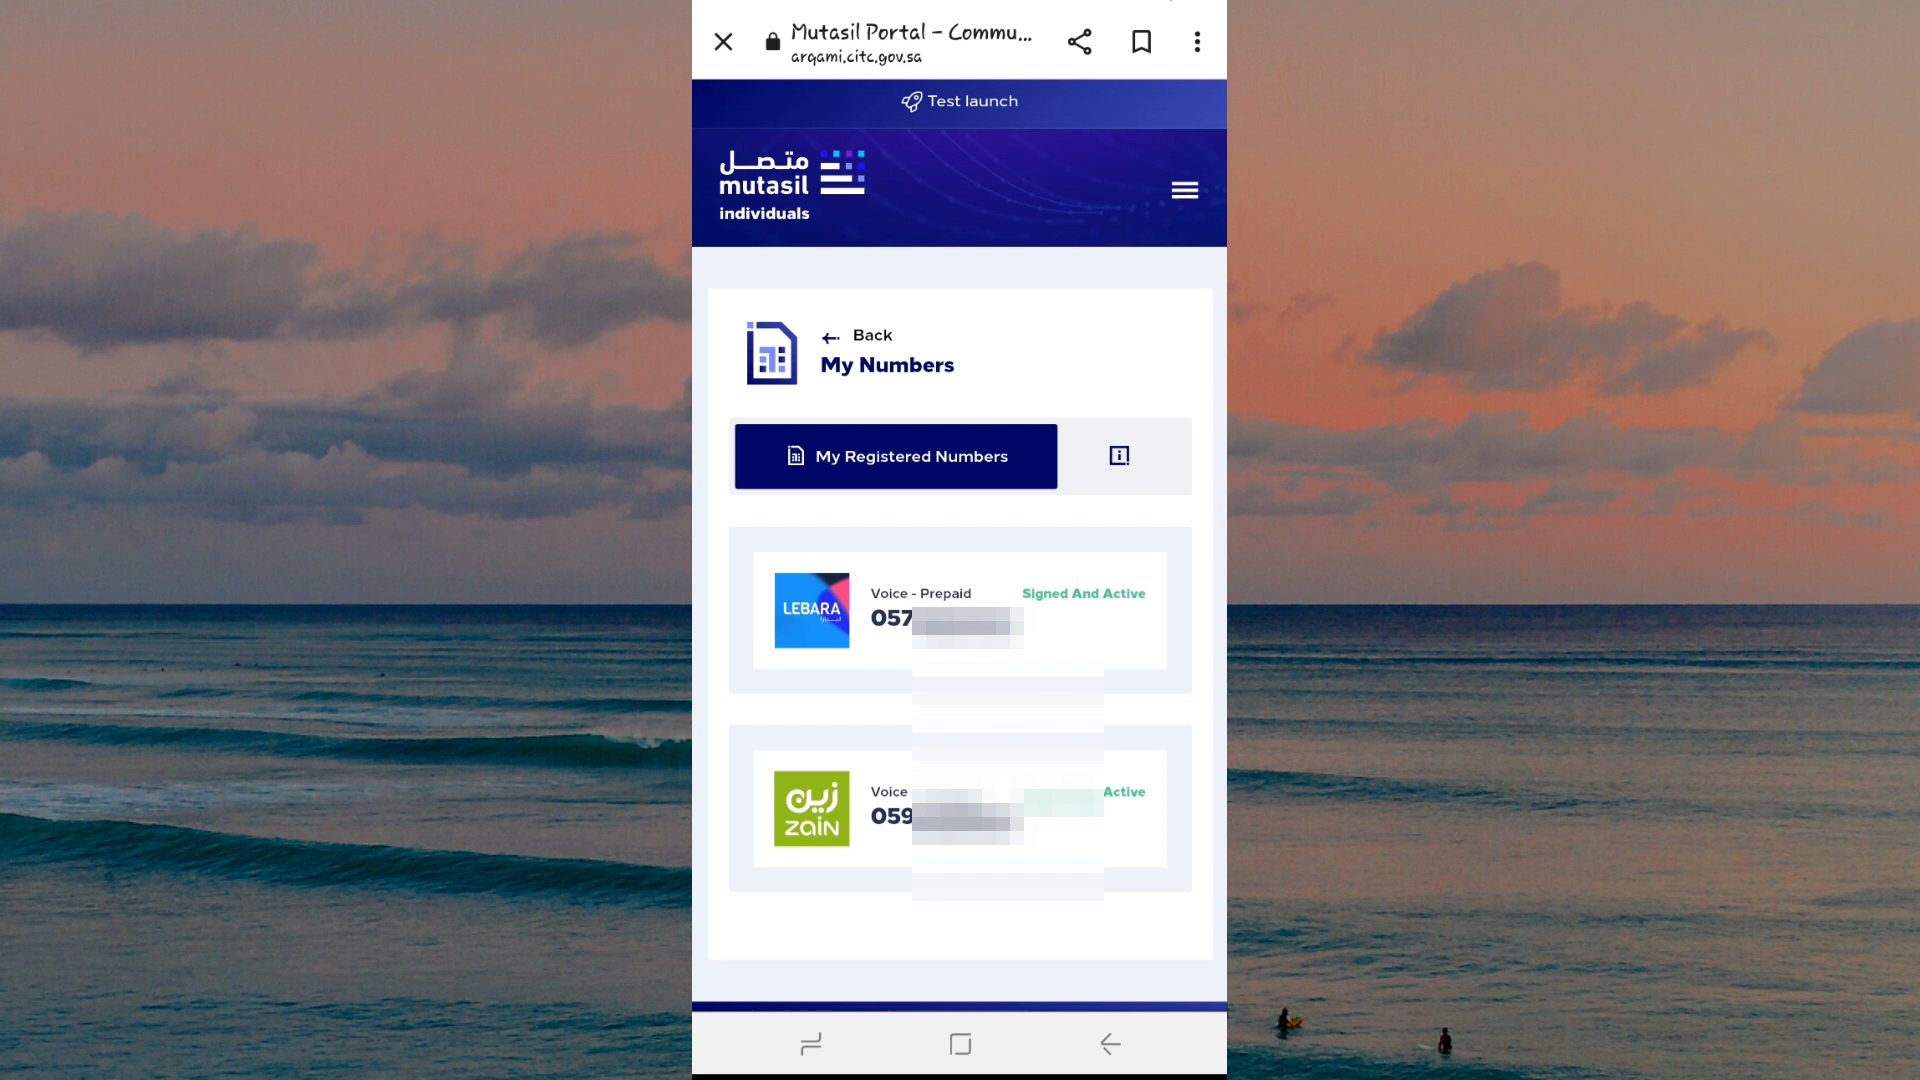 Mutasil Portal – Commu...
arqami.citc.gov.sa
Test launch
متصل
mutasil
individuals
Back
My Numbers
My Registered Numbers
LEBARA
Voice - Prepaid
Signed And Active
057
زين
zain
Voice
Active
059